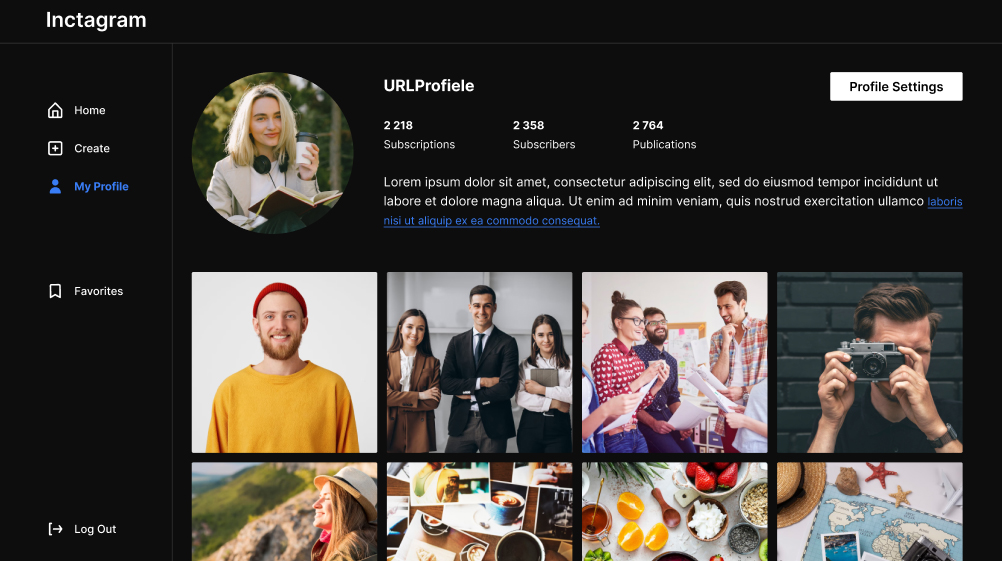 Inctagram
Home
Create
My Profile
Favorites
Log Out
URLProfiele
Profile Settings
2 218
Subscriptions
2 358
Subscribers
2 764
Publications
Lorem ipsum dolor sit amet, consectetur adipiscing elit, sed do eiusmod tempor incididunt ut
labore et dolore magna aliqua. Ut enim ad minim veniam, quis nostrud exercitation ullamco laboris
nisi ut aliquip ex ea commodo consequat.